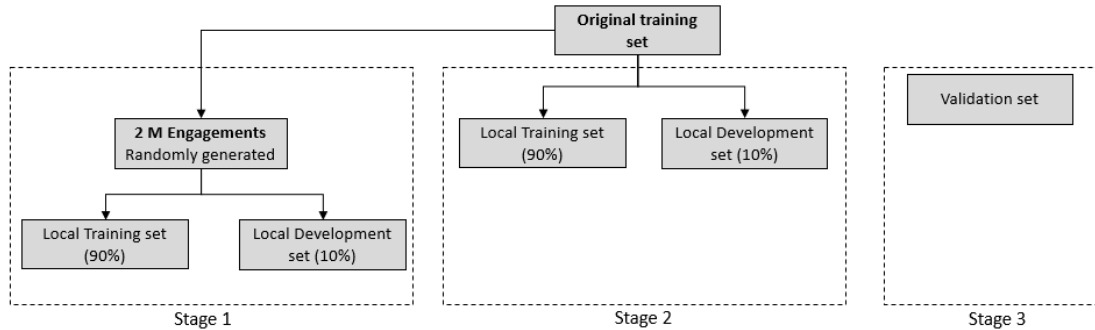 Original training
set
2 M Engagements
Randomly generated
Local Training set
(90%)
Local Development
set (10%)
Stage 1
Local Training set
(90%)
Local Development
set (10%)
Stage 2
Validation set
Stage 3